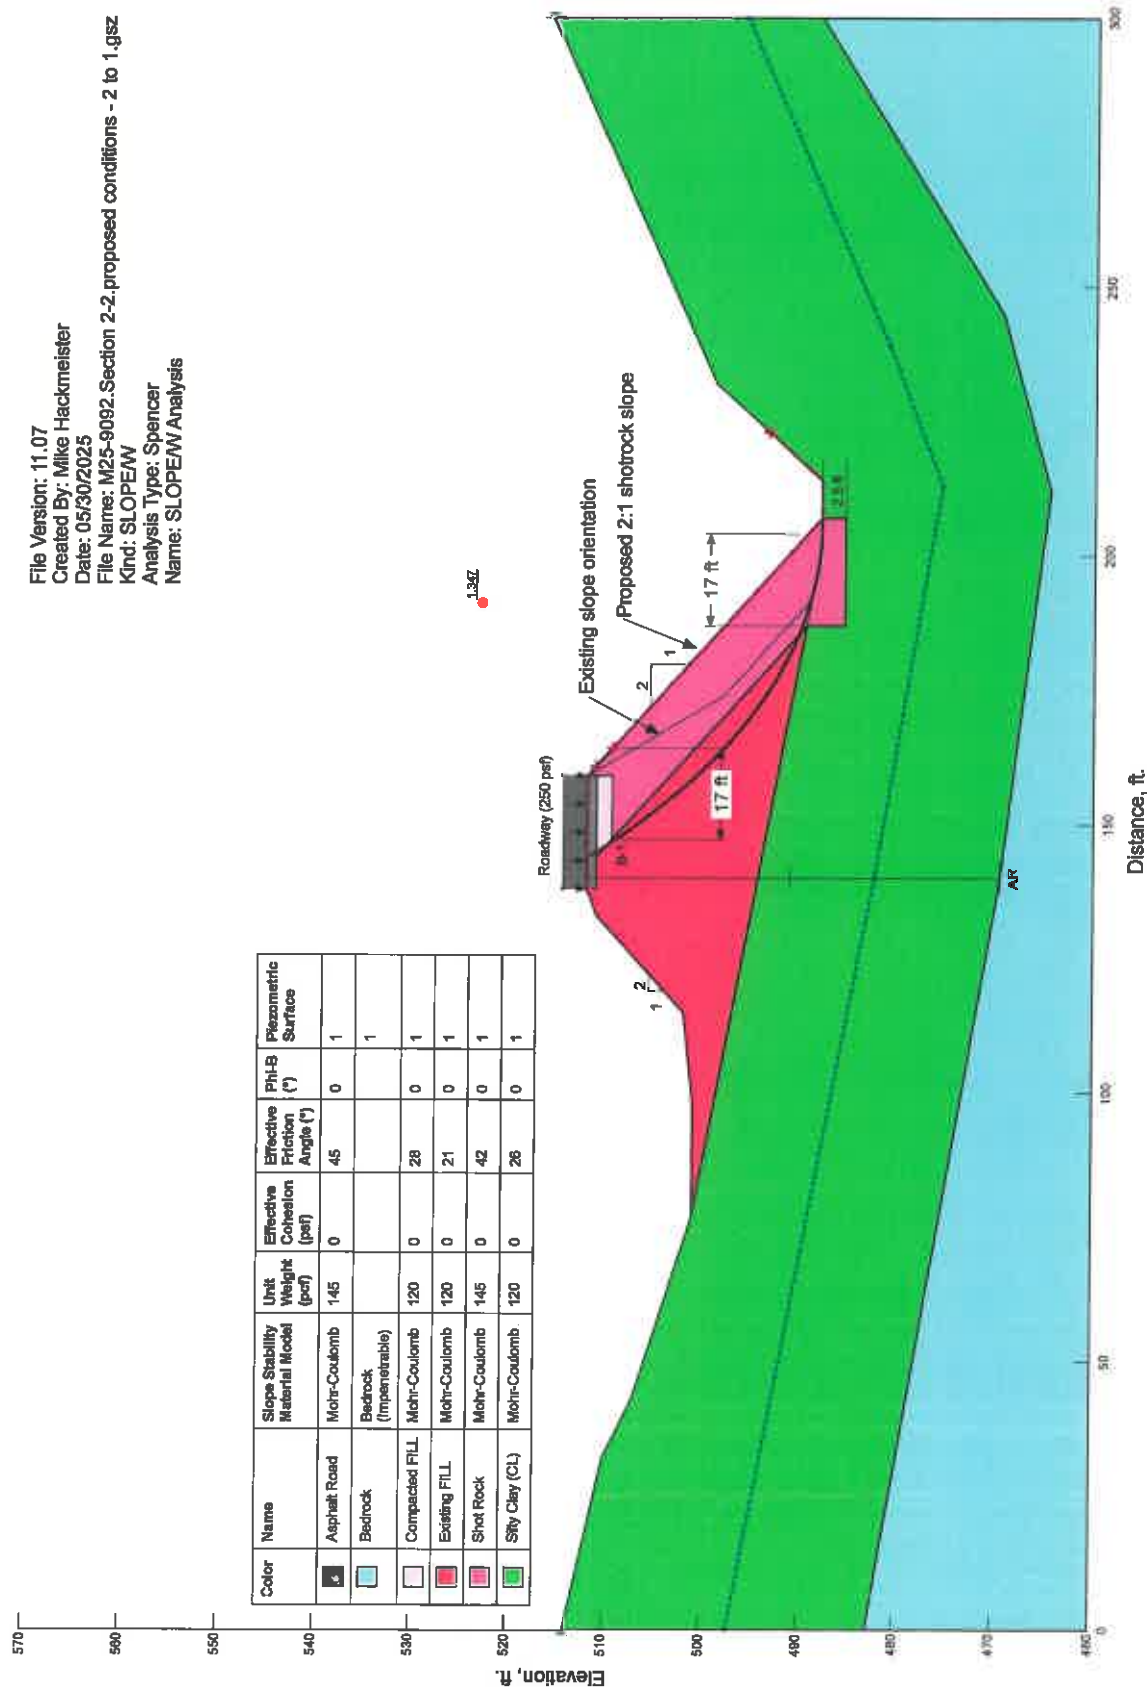 File Version: 11.07
Created By: Mike Hackmeister
Date: 05/30/2025
File Name: M25-9092.Section 2-2.proposed conditions - 2 to 1.gsz
Kind: SLOPE/W
Analysis Type: Spencer
Name: SLOPE/W Analysis
Color Name Slope Stability Material Model Unit Weight (pcf) Effective Cohesion (psf) Effective Friction Angle (°) Phi-B (°) Piezometric Surface
Asphalt Road Mohr-Coulomb 145 0 45 0 1
Bedrock Bedrock (Impenetrable) 1
Compacted FILL Mohr-Coulomb 120 0 28 0 1
Existing FILL Mohr-Coulomb 120 0 21 0 1
Shot Rock Mohr-Coulomb 145 0 42 0 1
Silty Clay (CL) Mohr-Coulomb 120 0 26 0 1
1.347
Roadway (250 psf)
Existing slope orientation
Proposed 2:1 shotrock slope
2
1
17 ft
17 ft
2
1
AR
Elevation, ft.
570
560
550
540
530
520
510
500
490
480
470
460
0
50
100
150
200
250
300
Distance, ft.